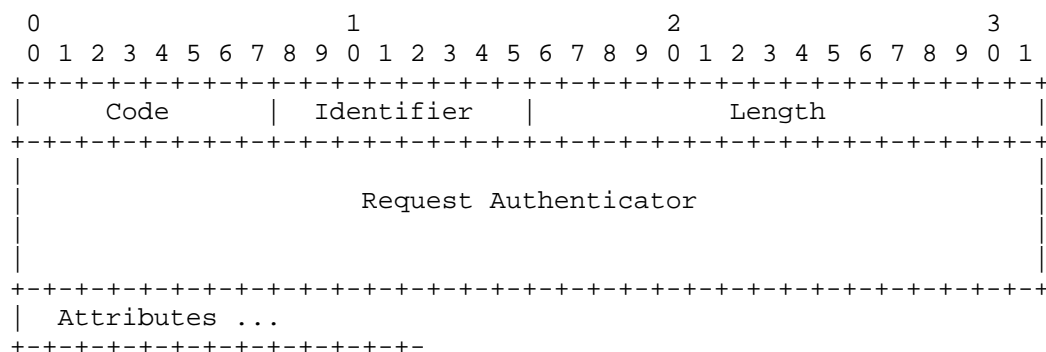 0                   1                   2                   3
 0 1 2 3 4 5 6 7 8 9 0 1 2 3 4 5 6 7 8 9 0 1 2 3 4 5 6 7 8 9 0 1
+-+-+-+-+-+-+-+-+-+-+-+-+-+-+-+-+-+-+-+-+-+-+-+-+-+-+-+-+-+-+-+-+
|     Code      |  Identifier   |            Length             |
+-+-+-+-+-+-+-+-+-+-+-+-+-+-+-+-+-+-+-+-+-+-+-+-+-+-+-+-+-+-+-+-+
|                                                               |
|                     Request Authenticator                     |
|                                                               |
|                                                               |
+-+-+-+-+-+-+-+-+-+-+-+-+-+-+-+-+-+-+-+-+-+-+-+-+-+-+-+-+-+-+-+-+
|  Attributes ...
+-+-+-+-+-+-+-+-+-+-+-+-+-